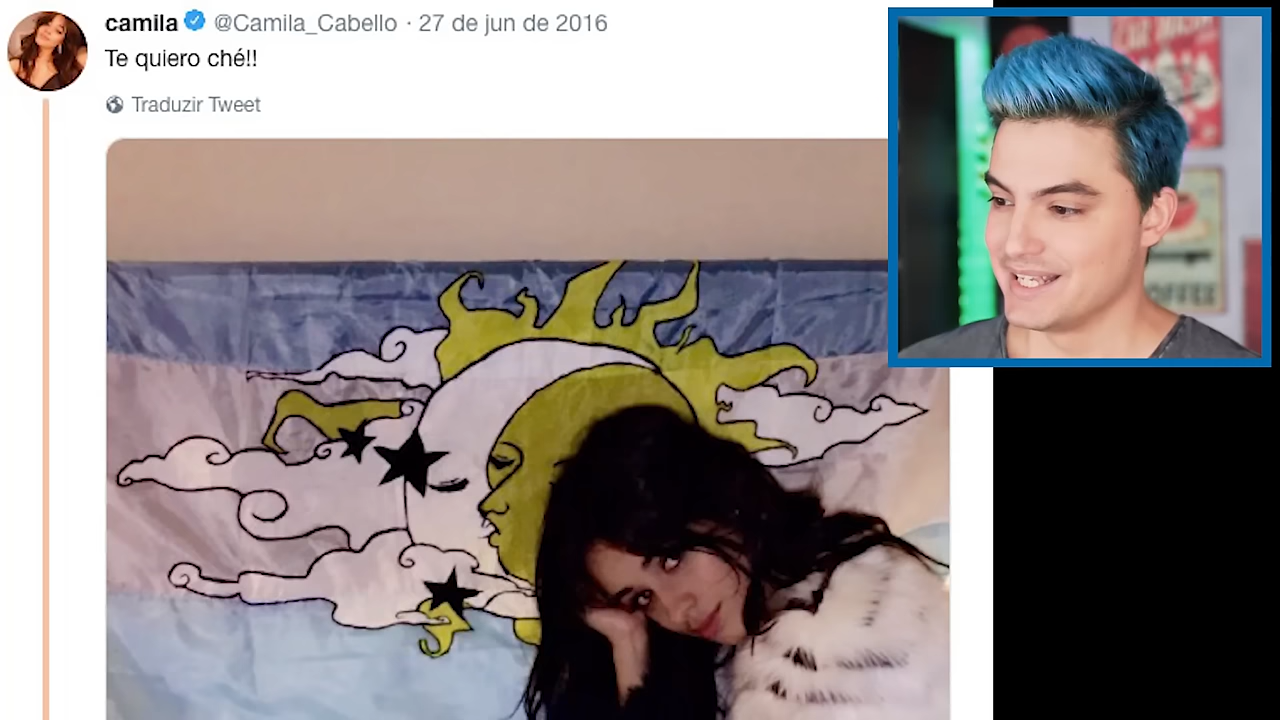 camila @Camila_Cabello · 27 de jun de 2016
Te quiero ché!!
Traduzir Tweet